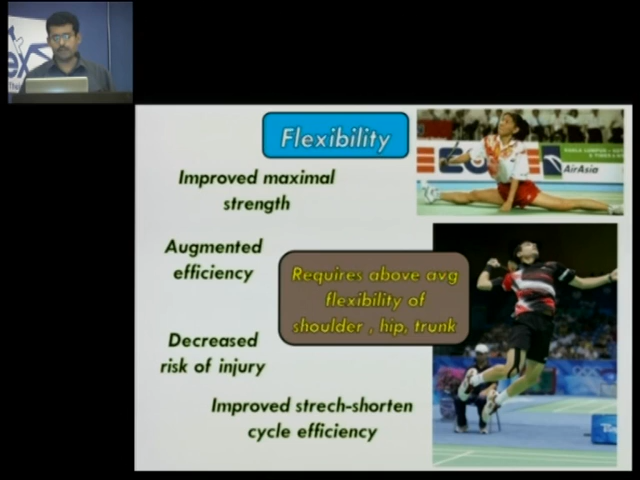 Flexibility
Improved maximal
strength
Augmented
efficiency
Requires above avg
flexibility of
shoulder , hip, trunk
Decreased
risk of injury
Improved strech-shorten
cycle efficiency
AirAsia